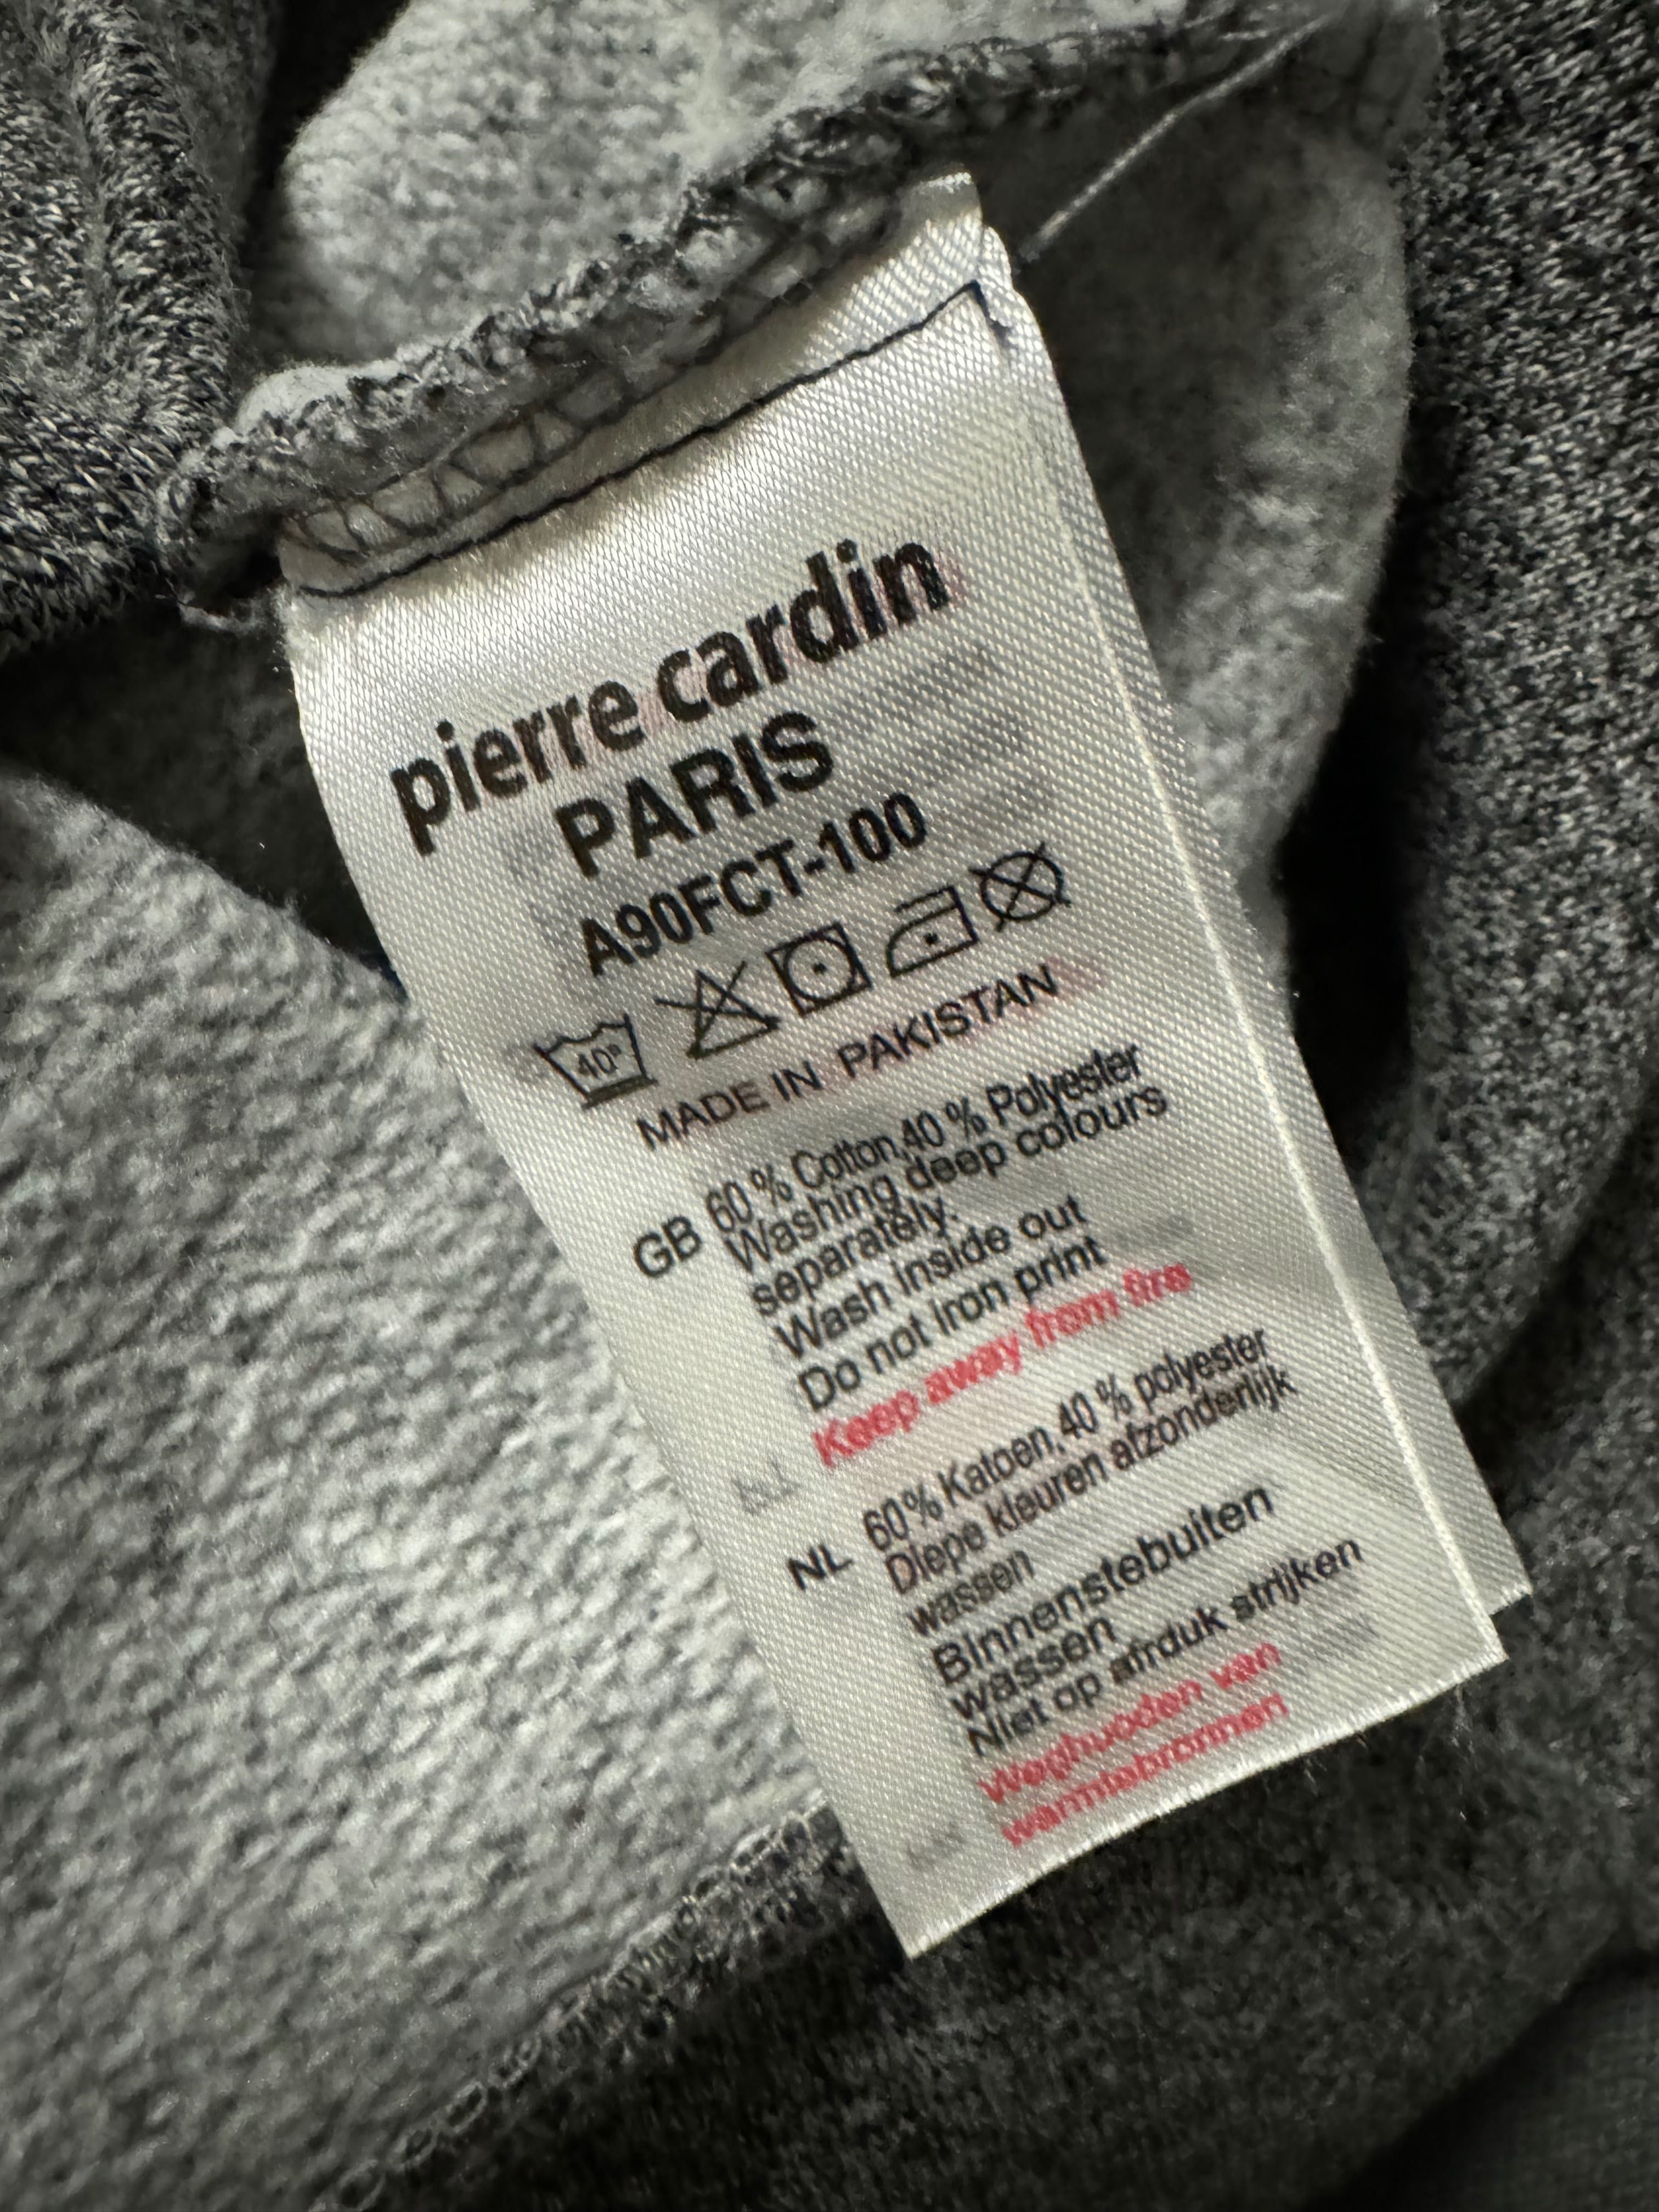 pierre cardin
PARIS
A90FCT-100
40°
MADE IN PAKISTAN
GB 60 % Cotton,40 % Polyester
Washing deep colours
separately.
Wash inside out
Do not iron print
Keep away from fire
NL 60% Katoen,40 % polyester
Diepe kleuren afzonderlijk
wassen
Binnenstebuiten
wassen
Niet op afrduk strijken
Weghuoden van
warmtebronnen